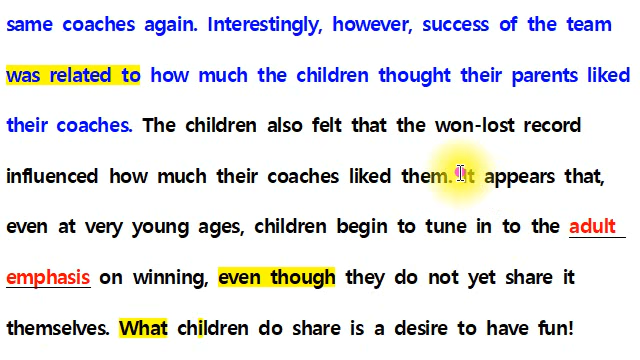 same coaches again. Interestingly, however, success of the team
was related to how much the children thought their parents liked
their coaches. The children also felt that the won-lost record
influenced how much their coaches liked them. It appears that,
even at very young ages, children begin to tune in to the adult
emphasis on winning, even though they do not yet share it
themselves. What children do share is a desire to have fun!